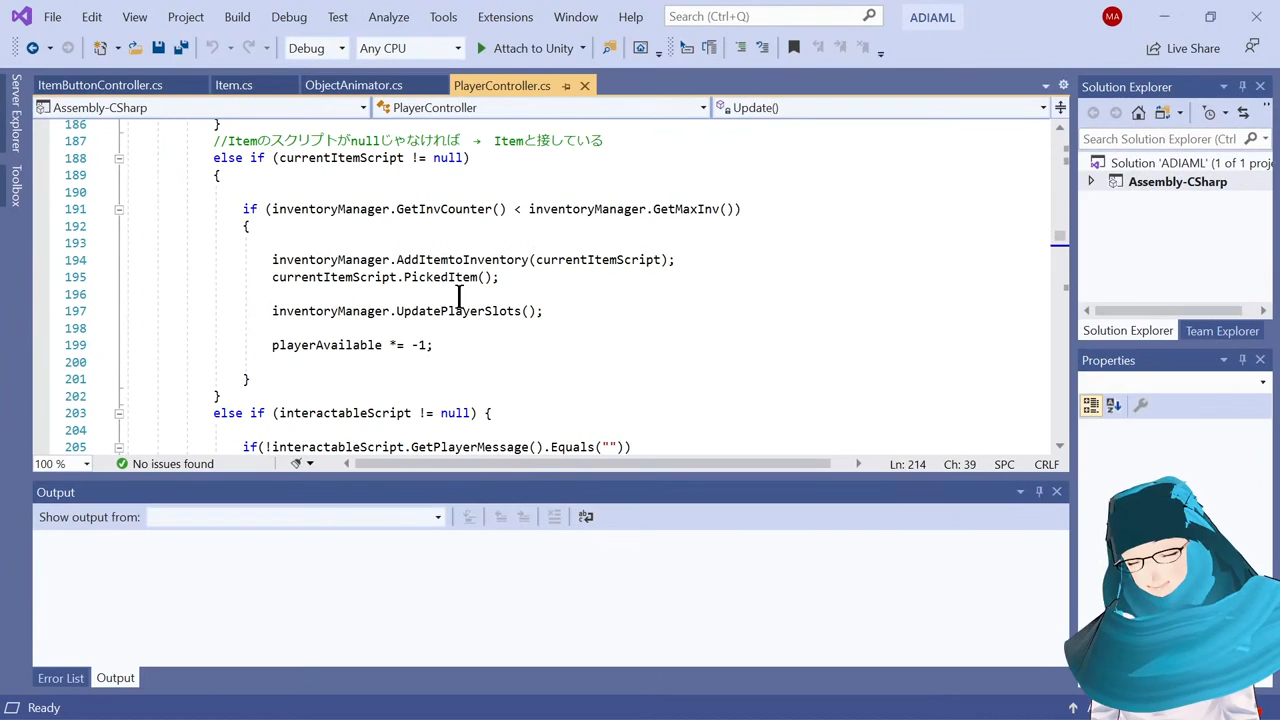 File Edit View Project Build Debug Test Analyze Tools Extensions Window Help Search (Ctrl+Q) ADIAML MA
Debug Any CPU Attach to Unity Live Share
Server Explorer
Toolbox
ItemButtonController.cs Item.cs ObjectAnimator.cs PlayerController.cs
Assembly-CSharp PlayerController Update()
186 }
187 //Itemのスクリプトがnullじゃなければ → Itemと接している
188 else if (currentItemScript != null)
189 {
190
191 if (inventoryManager.GetInvCounter() < inventoryManager.GetMaxInv())
192 {
193
194 inventoryManager.AddItemtoInventory(currentItemScript);
195 currentItemScript.PickedItem();
196
197 inventoryManager.UpdatePlayerSlots();
198
199 playerAvailable *= -1;
200
201 }
202 }
203 else if (interactableScript != null) {
204
205 if(!interactableScript.GetPlayerMessage().Equals(""))
100 % No issues found Ln: 214 Ch: 39 SPC CRLF
Output
Show output from:
Error List Output
Ready
Solution Explorer
Search Solution Explorer (Ctrl
Solution 'ADIAML' (1 of 1 proje
Assembly-CSharp
Solution Explorer Team Explorer
Properties